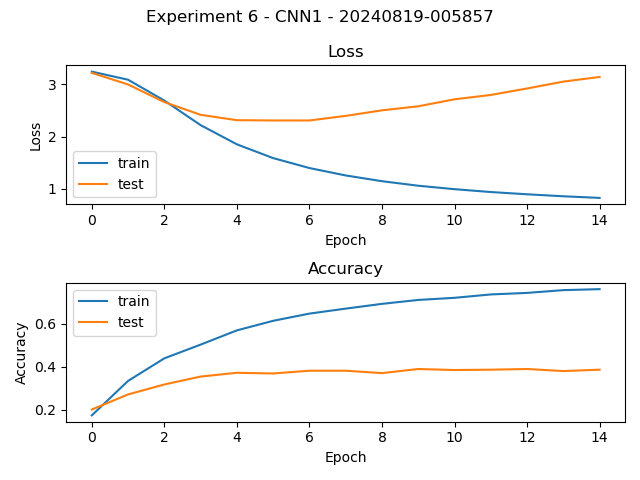 Experiment 6 - CNN1 - 20240819-005857
Loss
3
2
1
Loss
train
test
0 2 4 6 8 10 12 14
Epoch
Accuracy
0.6
0.4
0.2
Accuracy
train
test
0 2 4 6 8 10 12 14
Epoch